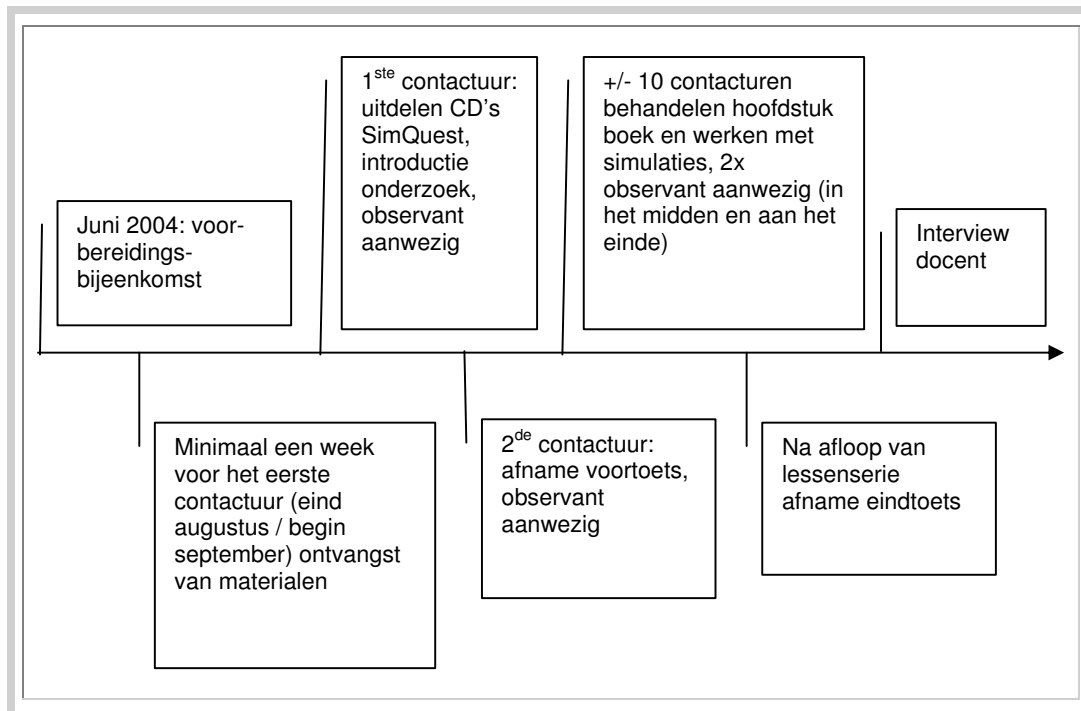 Juni 2004: voor-
bereidings-
bijeenkomst
Minimaal een week
voor het eerste
contactuur (eind
augustus / begin
september) ontvangst
van materialen
1ste contactuur:
uitdelen CD's
SimQuest,
introductie
onderzoek,
observant
aanwezig
2de contactuur:
afname voortoets,
observant
aanwezig
+/- 10 contacturen
behandelen hoofdstuk
boek en werken met
simulaties, 2x
observant aanwezig (in
het midden en aan het
einde)
Na afloop van
lessenserie
afname eindtoets
Interview
docent